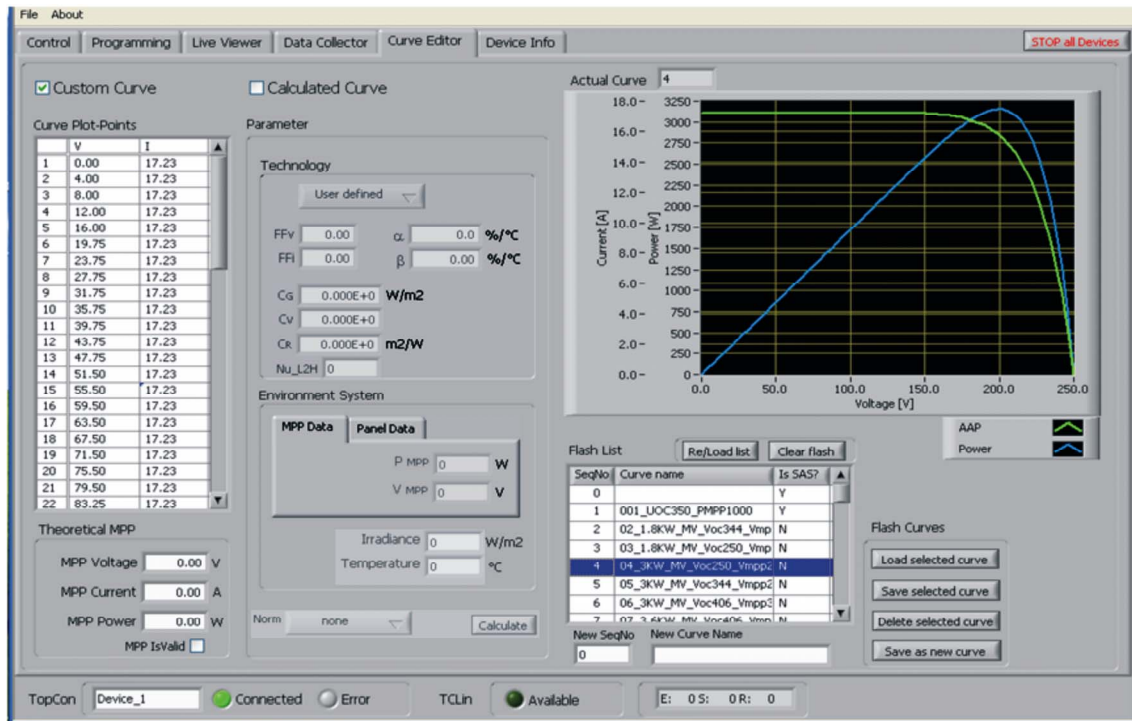 File About
Control Programming Live Viewer Data Collector Curve Editor Device Info STOP all Devices
Custom Curve
Calculated Curve
Curve Plot-Points
V I
1 0.00 17.23
2 4.00 17.23
3 8.00 17.23
4 12.00 17.23
5 16.00 17.23
6 19.75 17.23
7 23.75 17.23
8 27.75 17.23
9 31.75 17.23
10 35.75 17.23
11 39.75 17.23
12 43.75 17.23
13 47.75 17.23
14 51.50 17.23
15 55.50 17.23
16 59.50 17.23
17 63.50 17.23
18 67.50 17.23
19 71.50 17.23
20 75.50 17.23
21 79.50 17.23
22 83.25 17.23
Theoretical MPP
MPP Voltage 0.00 V
MPP Current 0.00 A
MPP Power 0.00 W
MPP IsValid
Parameter
Technology
User defined
FFv 0.00 α 0.0 %/°C
FFi 0.00 β 0.00 %/°C
CG 0.000E+0 W/m2
CV 0.000E+0
CR 0.000E+0 m2/W
Nu_L2H 0
Environment System
MPP Data Panel Data
P MPP 0 W
V MPP 0 V
Irradiance 0 W/m2
Temperature 0 °C
Norm none Calculate
Actual Curve 4
Current [A]
18.0
16.0
14.0
12.0
10.0
8.0
6.0
4.0
2.0
0.0
Power [W]
3250
3000
2750
2500
2250
2000
1750
1500
1250
1000
750
500
250
0
0.0 50.0 100.0 150.0 200.0 250.0
Voltage [V]
AAP
Power
Flash List Re/Load list Clear flash
SeqNo Curve name Is SAS?
0 Y
1 001_UOC350_PMPP1000 Y
2 02_1.8KW_MV_Voc344_Vmp N
3 03_1.8KW_MV_Voc250_Vmp N
4 04_3KW_MV_Voc250_Vmpp2 N
5 05_3KW_MV_Voc344_Vmpp2 N
6 06_3KW_MV_Voc406_Vmpp3 N
7 07_3.6KW_MV_Voc406_Vmp N
New SeqNo New Curve Name
0
Flash Curves
Load selected curve
Save selected curve
Delete selected curve
Save as new curve
TopCon Device_1 Connected Error TCLin Available E: 0 S: 0 R: 0